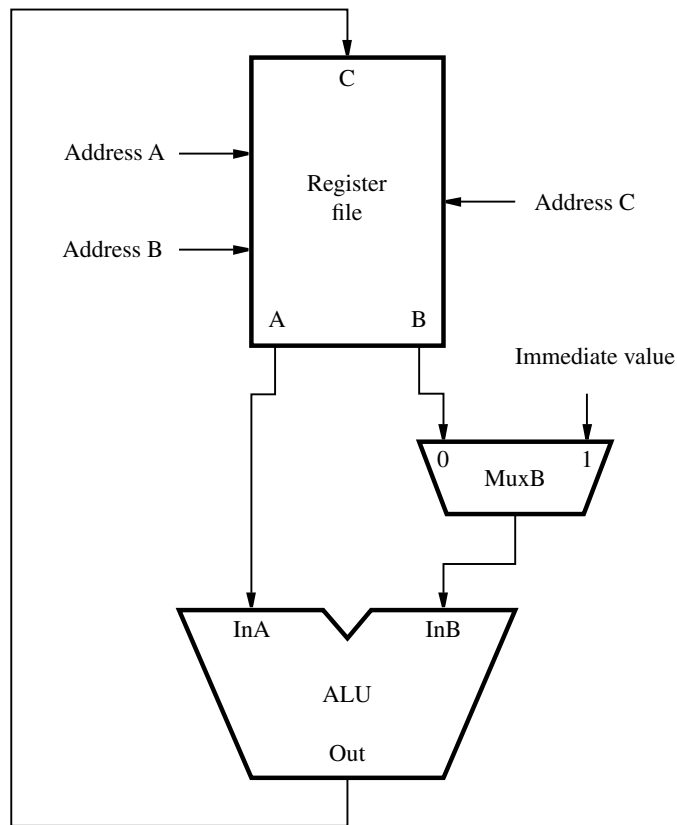 C
Address A
Register
file
Address C
Address B
A
B
Immediate value
0
1
MuxB
InA
InB
ALU
Out